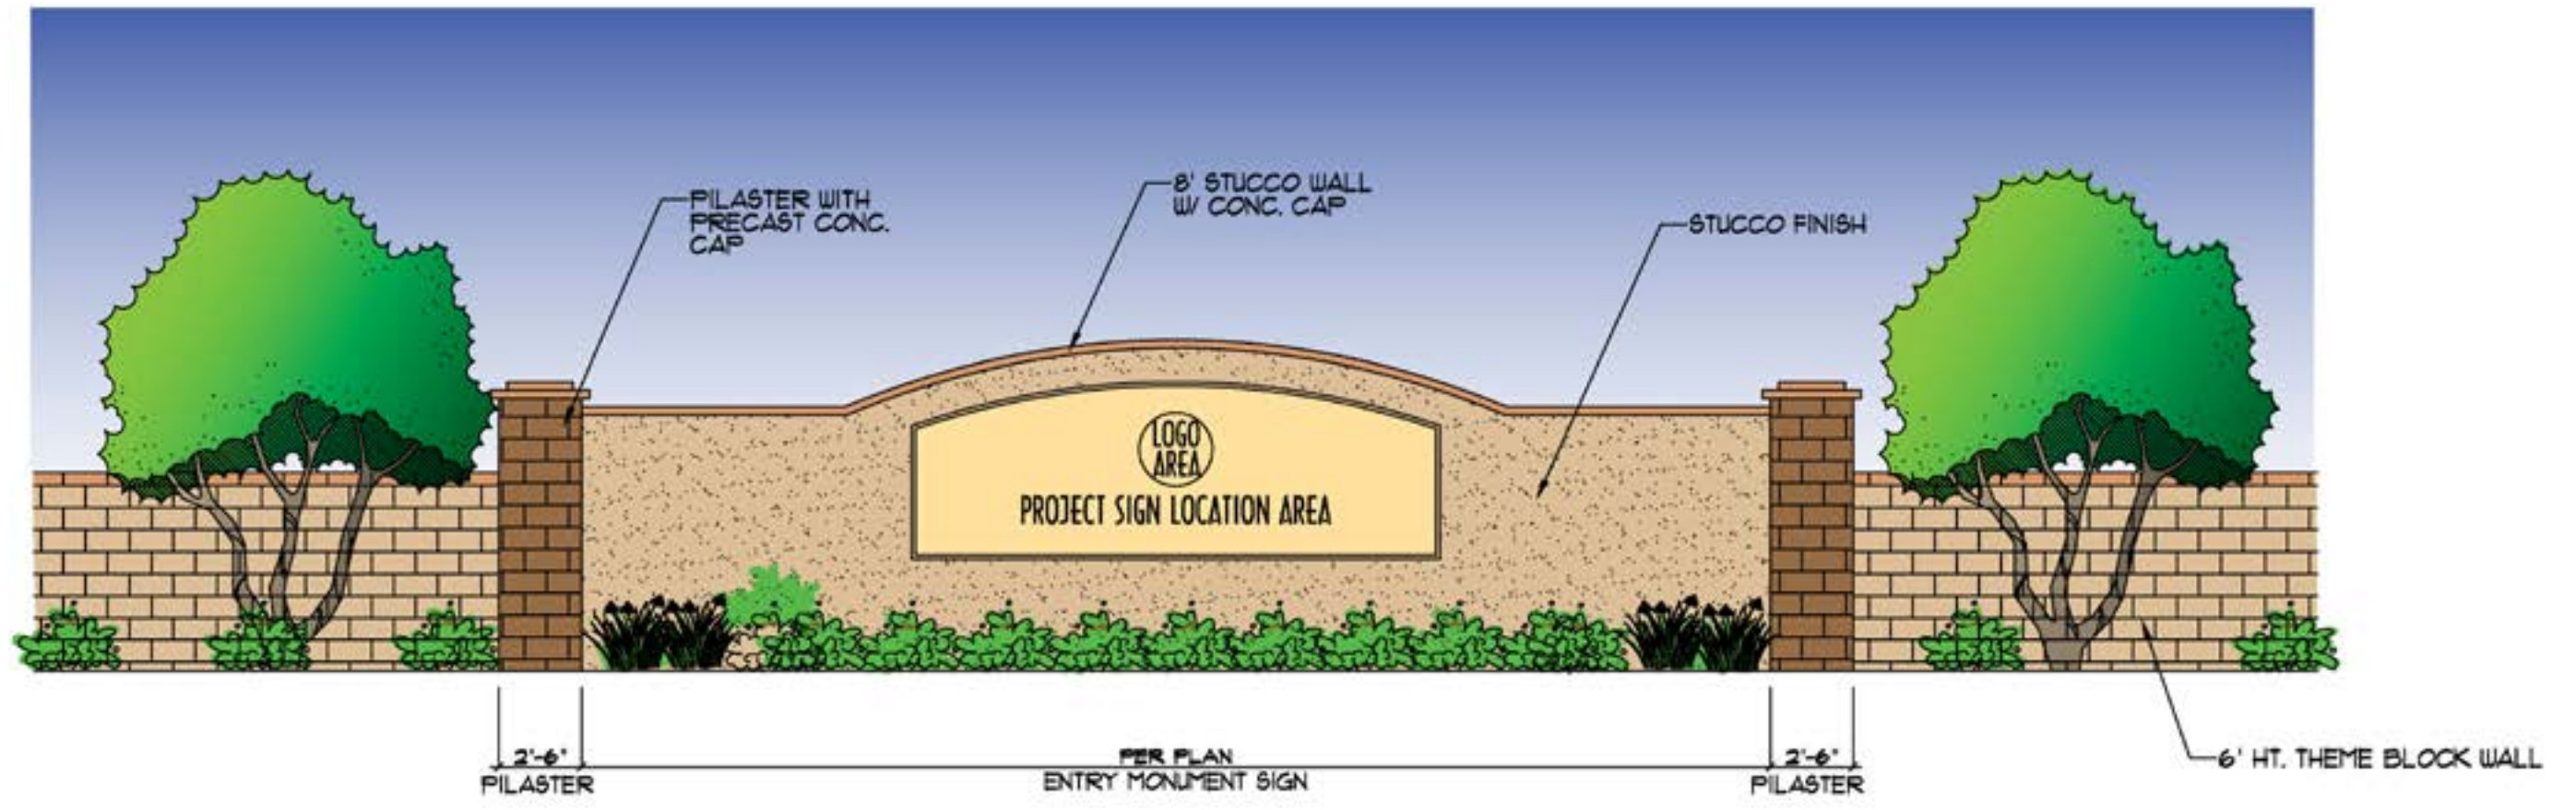 PILASTER WITH
PRECAST CONC.
CAP
8' STUCCO WALL
W/ CONC. CAP
STUCCO FINISH
LOGO
AREA
PROJECT SIGN LOCATION AREA
2'-6"
PILASTER
PER PLAN
ENTRY MONUMENT SIGN
2'-6"
PILASTER
6' HT. THEME BLOCK WALL